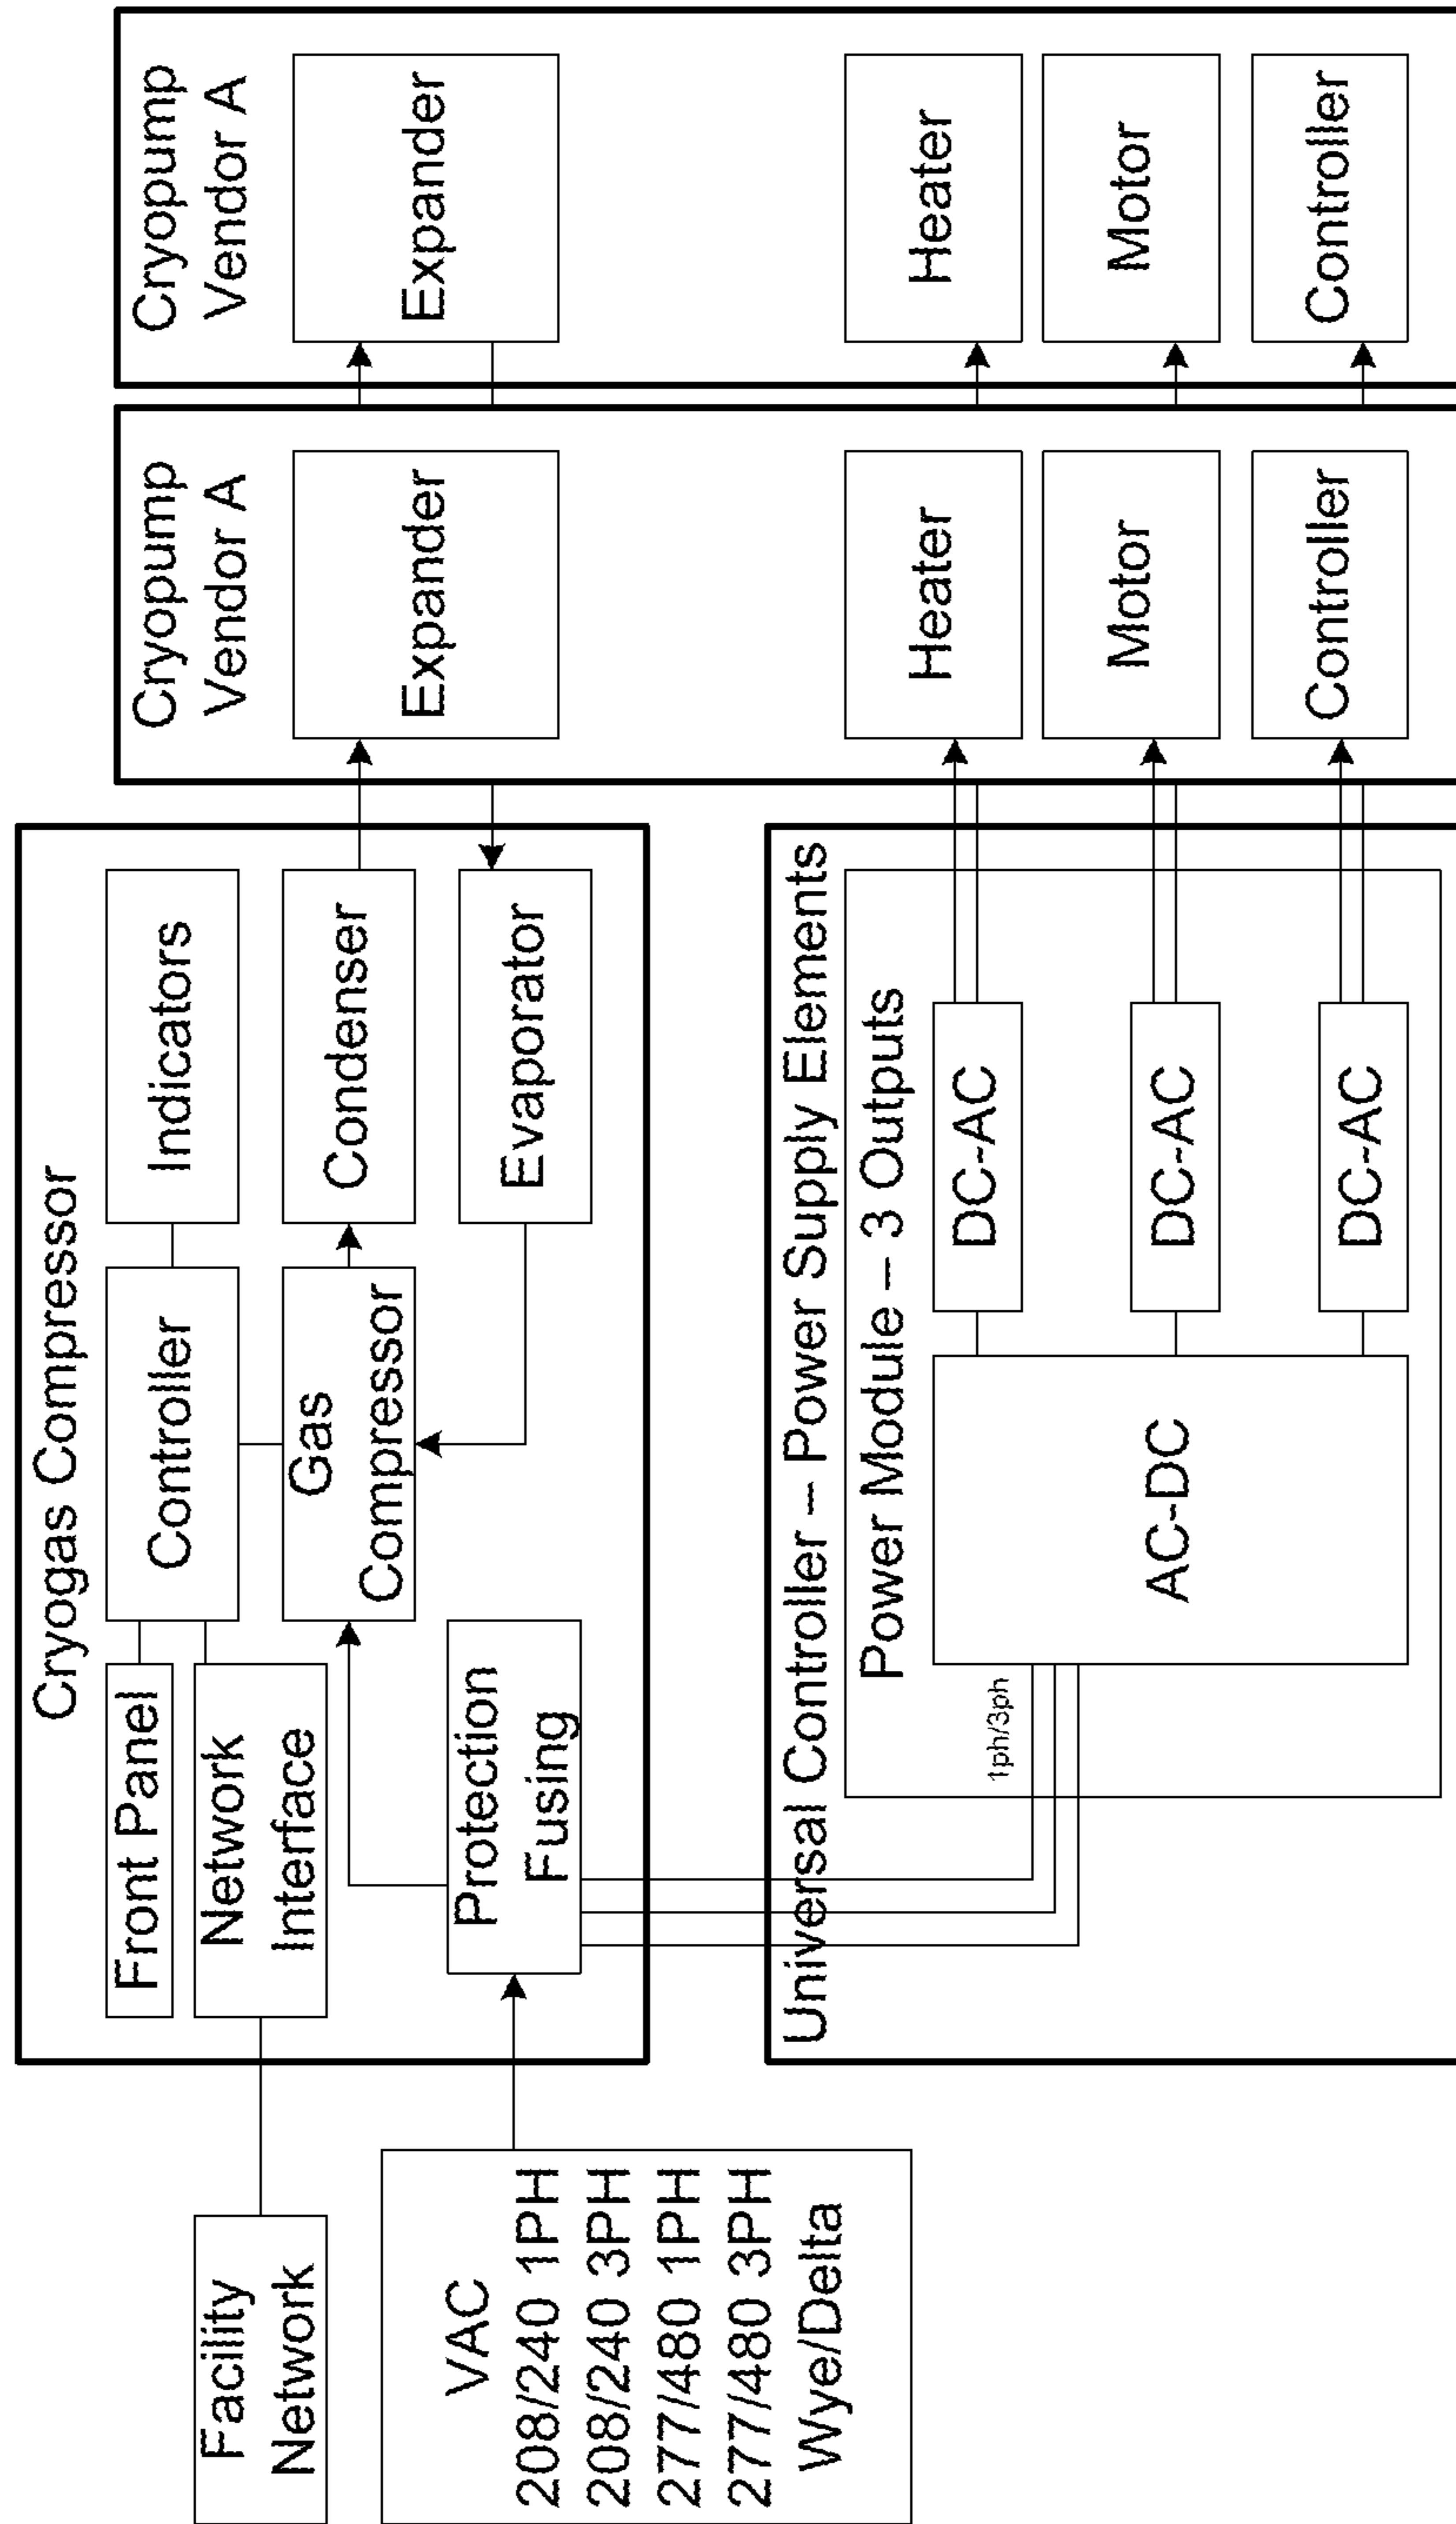 Facility
Network
VAC
208/240 1PH
208/240 3PH
277/480 1PH
277/480 3PH
Wye/Delta
Cryogas Compressor
Front Panel
Network
Interface
Controller
Indicators
Gas
Compressor
Condenser
Protection
Fusing
Evaporator
Universal Controller – Power Supply Elements
Power Module – 3 Outputs
1ph/3ph
AC-DC
DC-AC
DC-AC
DC-AC
Cryopump
Vendor A
Expander
Heater
Motor
Controller
Cryopump
Vendor A
Expander
Heater
Motor
Controller